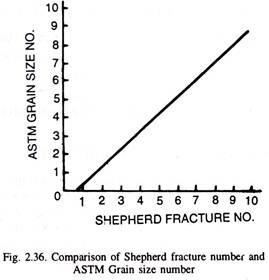 10
9
8
7
6
5
4
3
2
1
0
ASTM GRAIN SIZE NO.
1 2 3 4 5 6 7 8 9 10
SHEPHERD FRACTURE NO.
Fig. 2.36. Comparison of Shepherd fracture number and
ASTM Grain size number